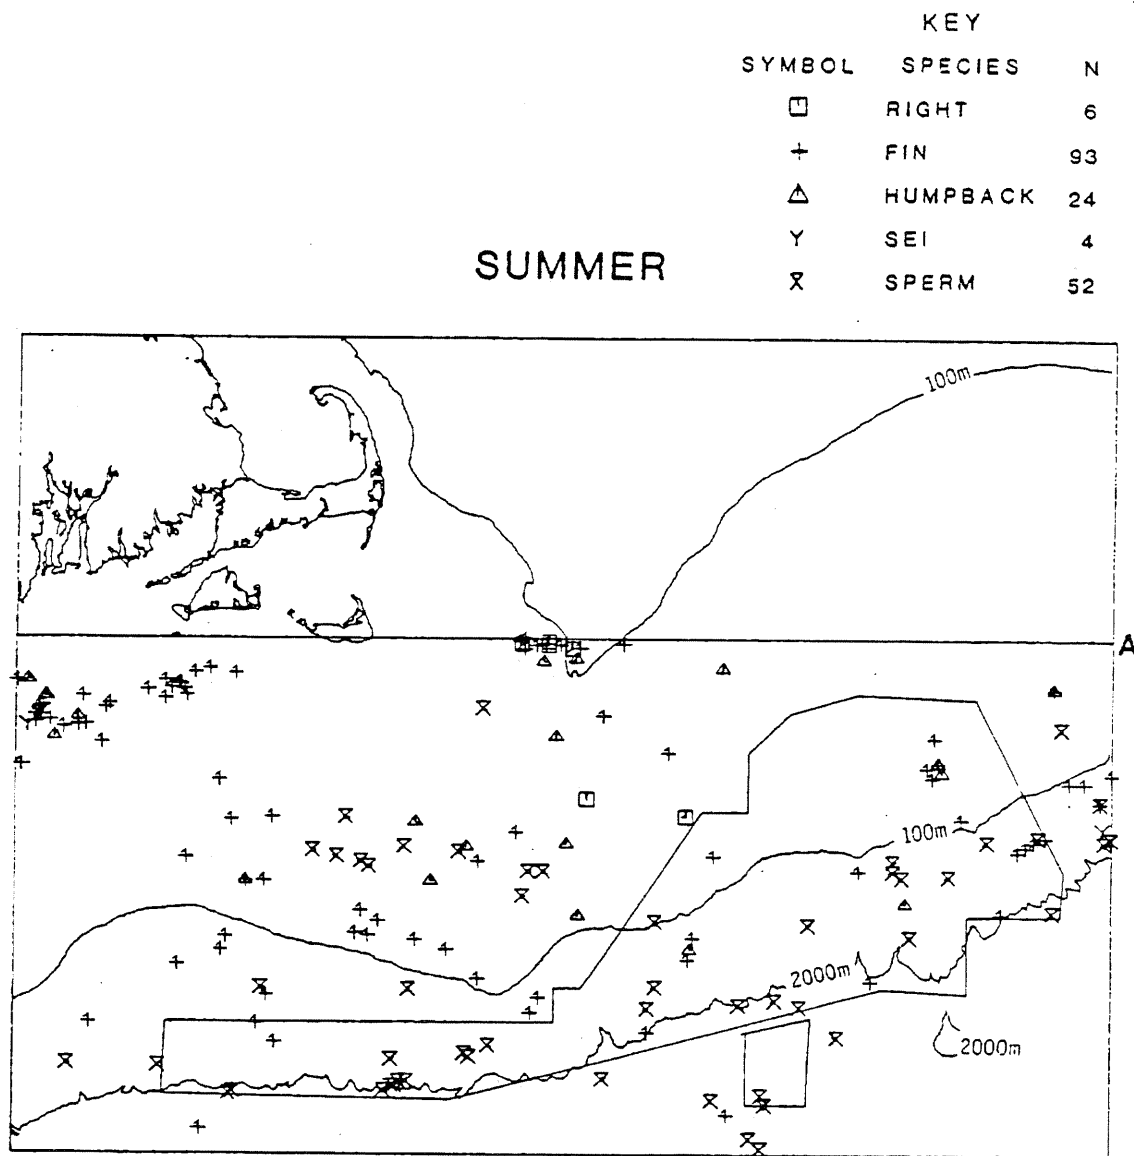 KEY
SYMBOL SPECIES N
RIGHT 6
FIN 93
HUMPBACK 24
Y SEI 4
SPERM 52
SUMMER
100m
A
100m
2000m
2000m